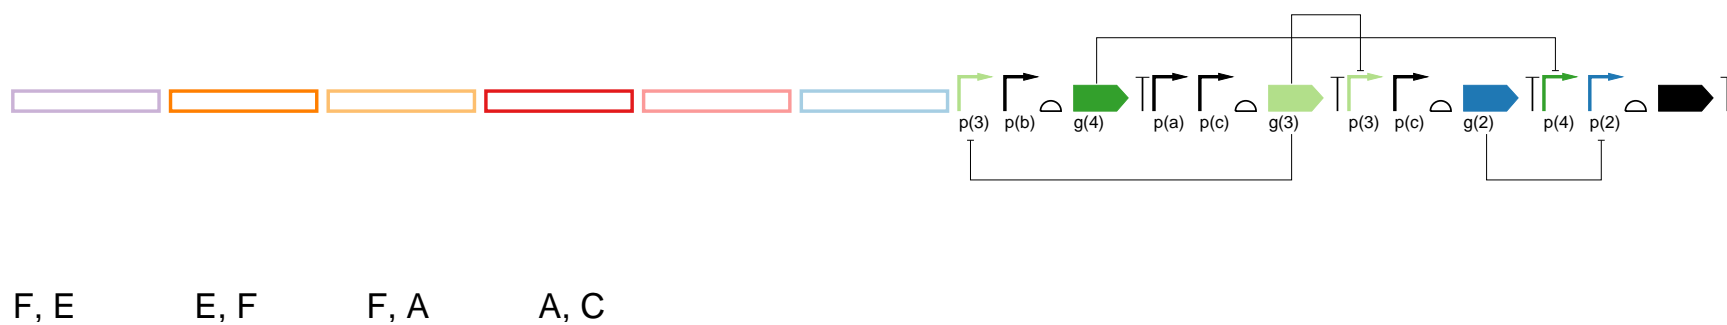 p(3) p(b) g(4) p(a) p(c) g(3) p(3) p(c) g(2) p(4) p(2)
F, E E, F F, A A, C